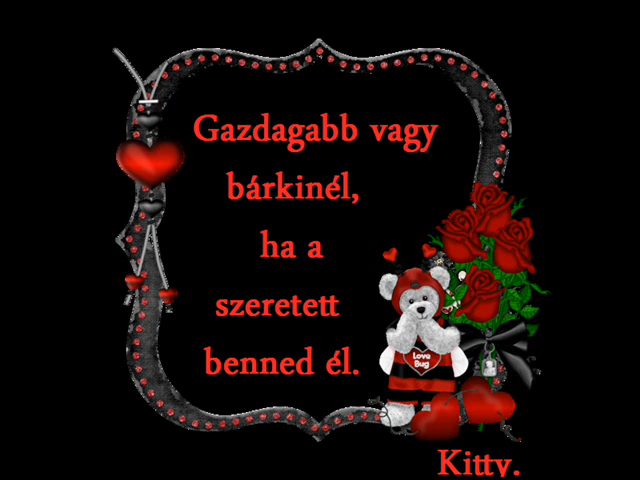 Gazdagabb vagy
bárkinél,
ha a
szeretett
benned él.
Love
Bug
Kitty.